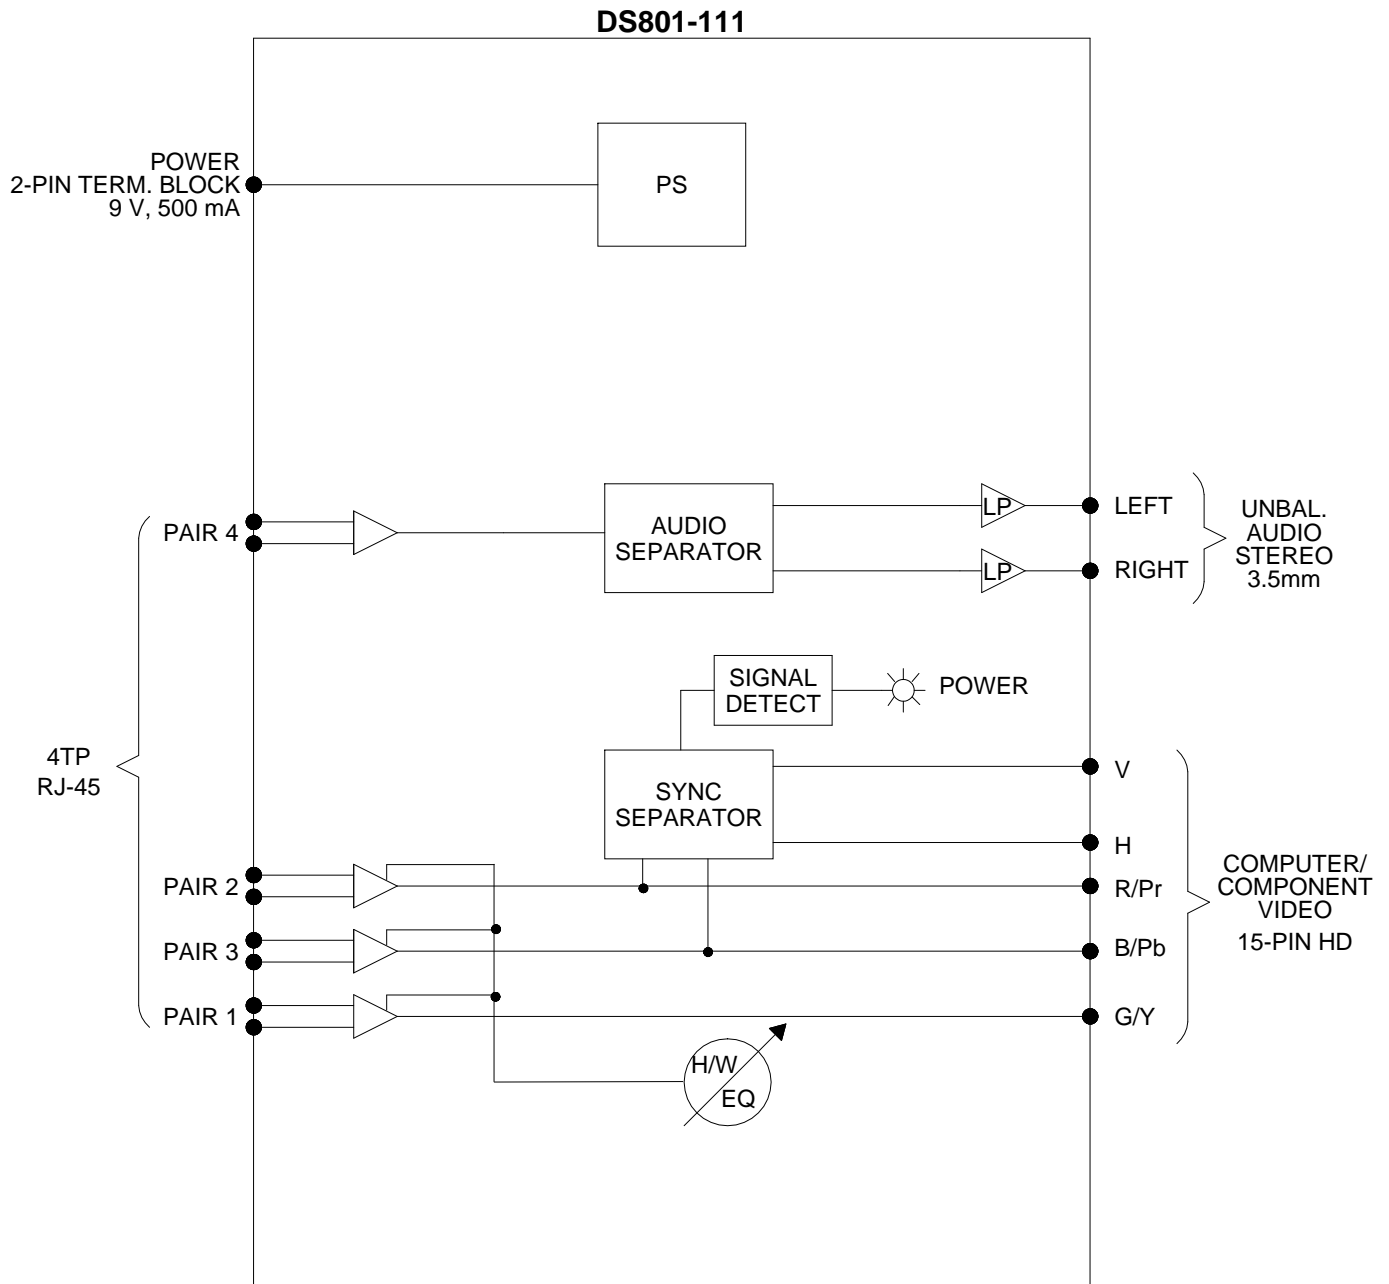 DS801-111
POWER
2-PIN TERM. BLOCK
9 V, 500 mA
PS
PAIR 4
AUDIO
SEPARATOR
LP
LEFT
LP
RIGHT
UNBAL.
AUDIO
STEREO
3.5mm
SIGNAL
DETECT
POWER
4TP
RJ-45
SYNC
SEPARATOR
V
H
PAIR 2
R/Pr
PAIR 3
B/Pb
PAIR 1
G/Y
COMPUTER/
COMPONENT
VIDEO
15-PIN HD
H/W
EQ